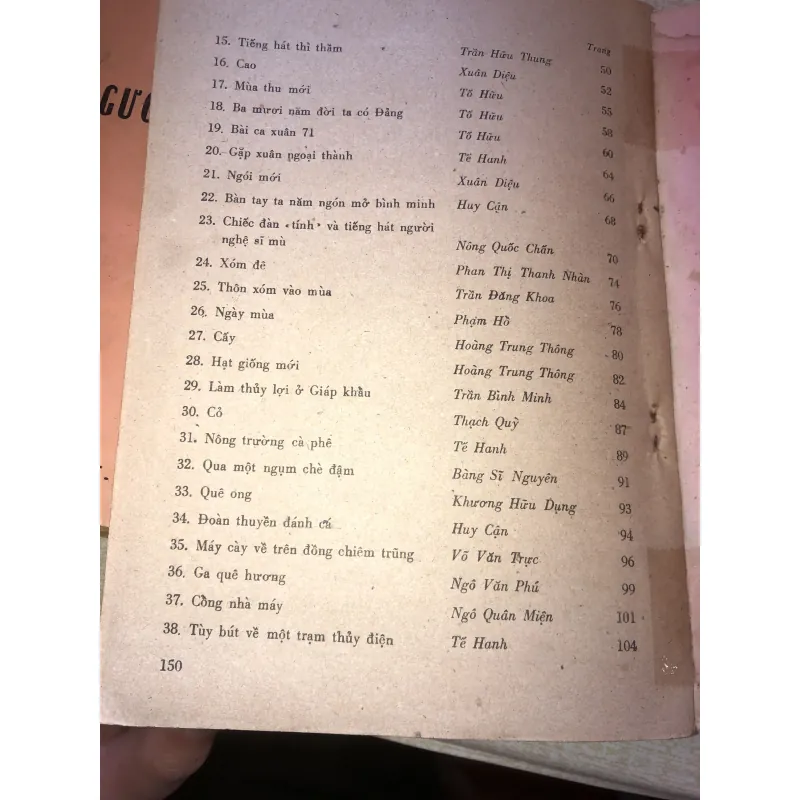 GƯƠ
Trang
15. Tiếng hát thì thầm Trần Hữu Thung 50
16. Cao Xuân Diệu 52
17. Mùa thu mới Tố Hữu 55
18. Ba mươi năm đời ta có Đảng Tố Hữu 58
19. Bài ca xuân 71 Tố Hữu 60
20. Gặp xuân ngoại thành Tế Hanh 64
21. Ngói mới Xuân Diệu 66
22. Bàn tay ta năm ngón mở bình minh Huy Cận 68
23. Chiếc đàn «tính» và tiếng hát người
nghệ sĩ mù Nông Quốc Chấn 70
24. Xóm đê Phan Thị Thanh Nhàn 74
25. Thôn xóm vào mùa Trần Đăng Khoa 76
26. Ngày mùa Phạm Hồ 78
27. Cấy Hoàng Trung Thông 80
28. Hạt giống mới Hoàng Trung Thông 82
29. Làm thủy lợi ở Giáp khẩu Trần Bình Minh 84
30. Cỏ Thạch Quỳ 87
31. Nông trường cà phê Tế Hanh 89
32. Qua một ngụm chè đậm Bàng Sĩ Nguyên 91
33. Quê ong Khương Hữu Dụng 93
34. Đoàn thuyền đánh cá Huy Cận 94
35. Máy cày về trên đồng chiêm trũng Võ Văn Trực 96
36. Ga quê hương Ngô Văn Phú 99
37. Cổng nhà máy Ngô Quân Miện 101
38. Tùy bút về một trạm thủy điện Tế Hanh 104
150